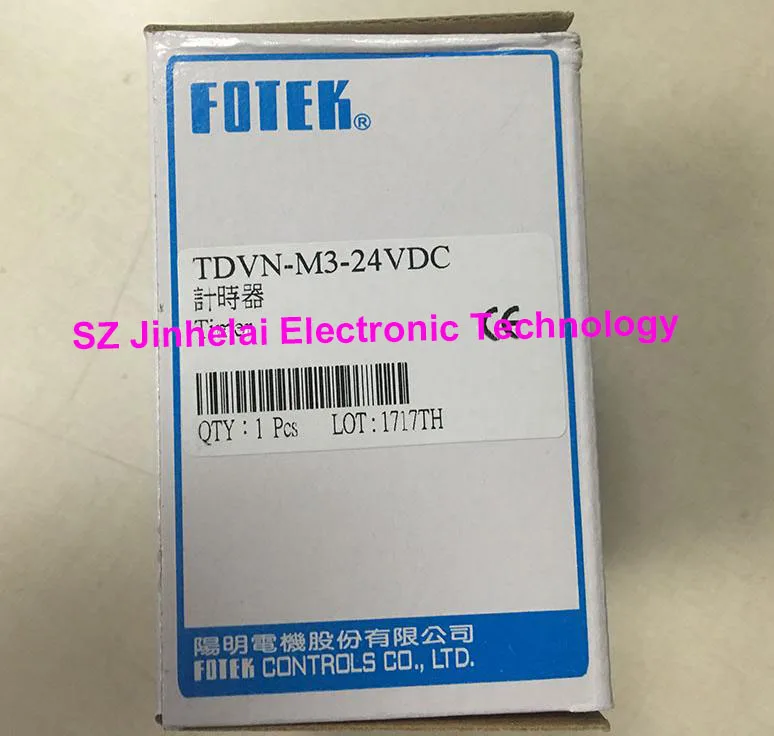 FOTEK®
TDVN-M3-24VDC
計時器
Timer
SZ Jinhelai Electronic Technology
CE
QTY : 1 Pcs LOT : 1717TH
陽明電機股份有限公司
FOTEK CONTROLS CO., LTD.